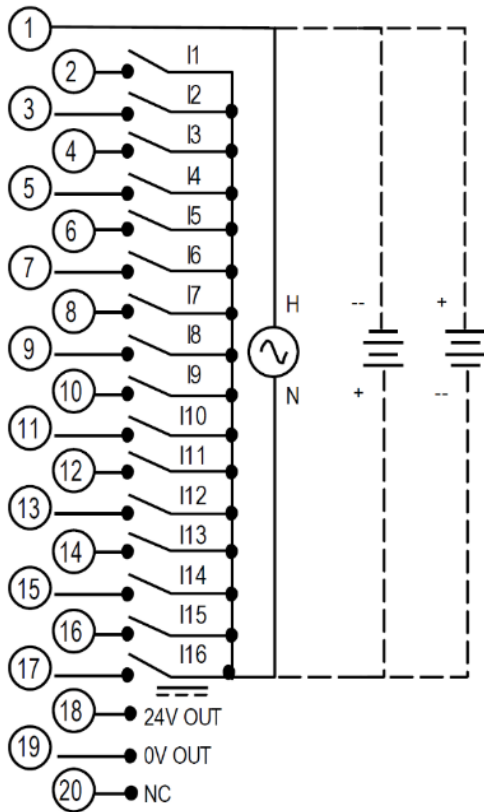 1
2 I1
3 I2
4 I3
5 I4
6 I5
7 I6
8 I7
9 I8
10 I9
11 I10
12 I11
13 I12
14 I13
15 I14
16 I15
17 I16
18 24V OUT
19 0V OUT
20 NC
H
N
-- +
+ --